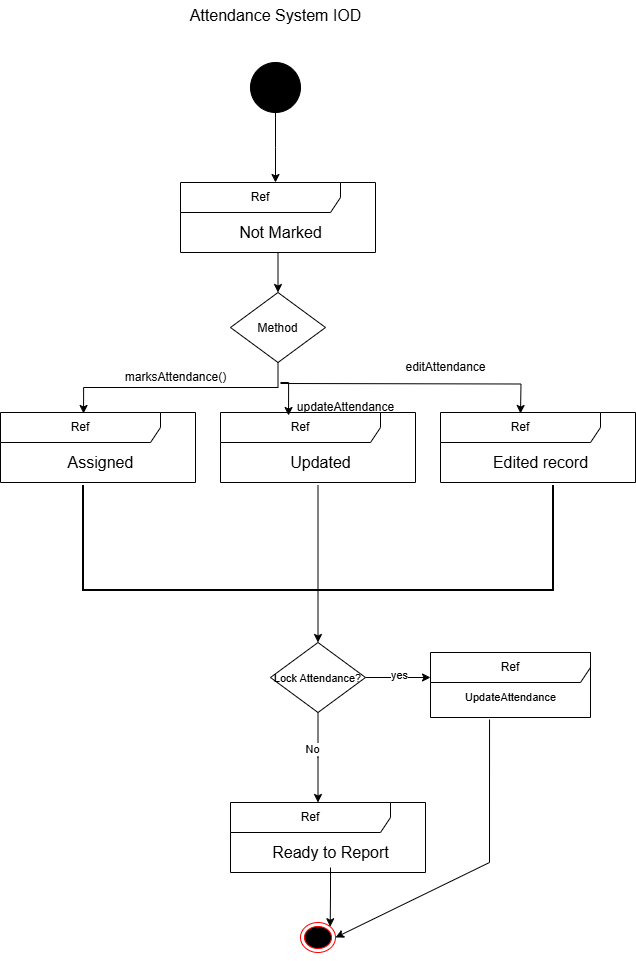 Attendance System IOD
Ref
Not Marked
Method
marksAttendance()
editAttendance
updateAttendance
Ref
Assigned
Ref
Updated
Ref
Edited record
Lock Attendance?
yes
Ref
UpdateAttendance
No
Ref
Ready to Report